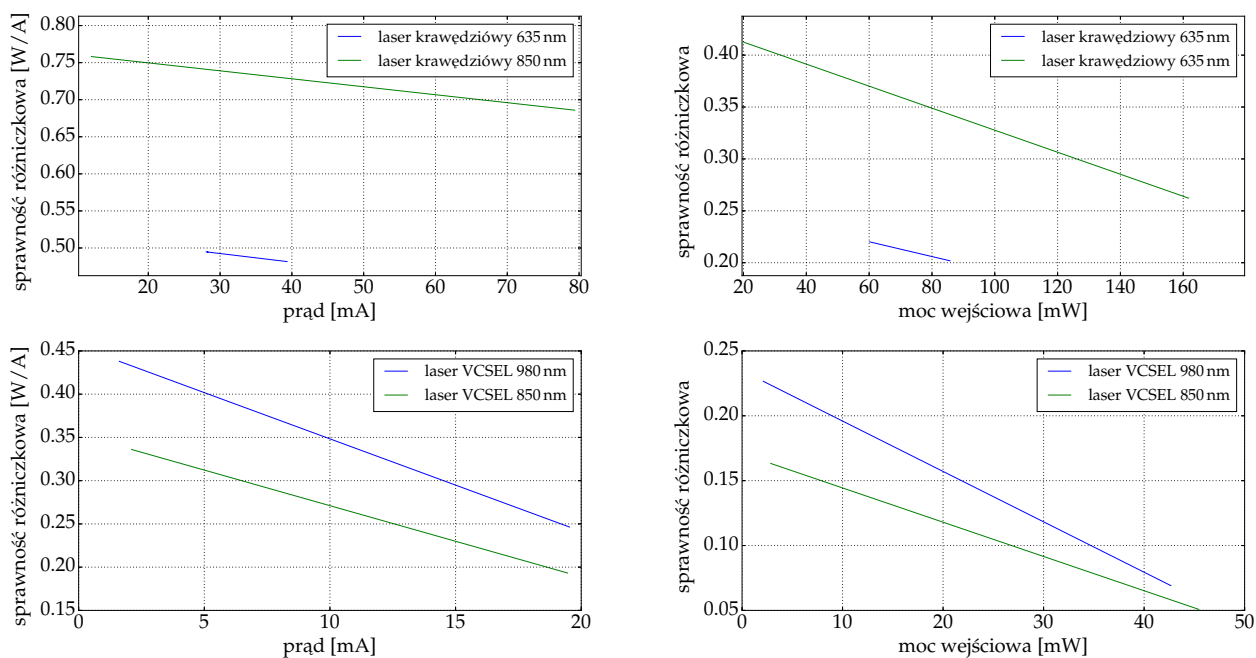 sprawność różniczkowa [W/A]
0.80
0.75
0.70
0.65
0.60
0.55
0.50
20 30 40 50 60 70 80
prąd [mA]
laser krawędziówy 635 nm
laser krawędziówy 850 nm
sprawność różniczkowa
0.40
0.35
0.30
0.25
0.20
20 40 60 80 100 120 140 160
moc wejściowa [mW]
laser krawędziowy 635 nm
laser krawędziowy 635 nm
sprawność różniczkowa [W/A]
0.45
0.40
0.35
0.30
0.25
0.20
0.15
0 5 10 15 20
prąd [mA]
laser VCSEL 980 nm
laser VCSEL 850 nm
sprawność różniczkowa
0.25
0.20
0.15
0.10
0.05
0 10 20 30 40 50
moc wejściowa [mW]
laser VCSEL 980 nm
laser VCSEL 850 nm